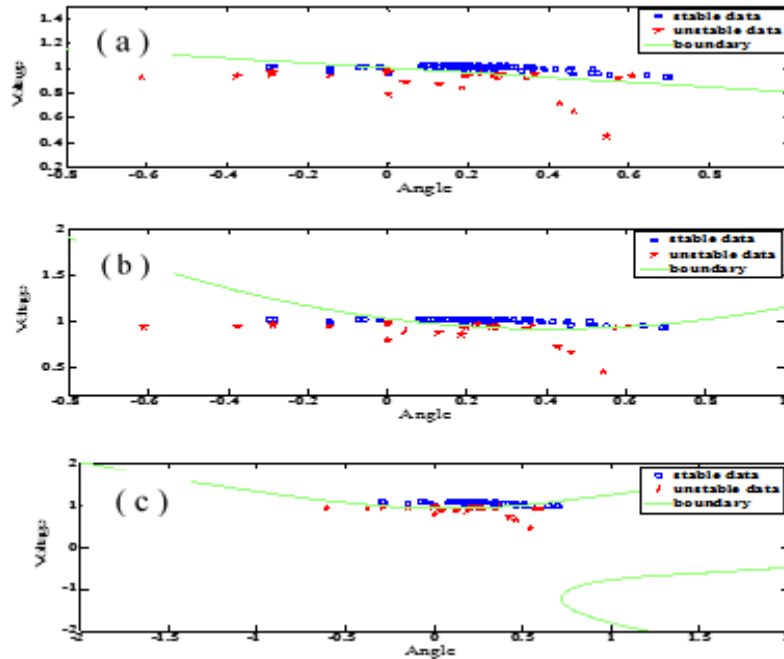 1.4
1.2
1
0.8
0.6
0.4
0.2
Voltage
( a )
stable data
unstable data
boundary
-0.8 -0.6 -0.4 -0.2 0 0.2 0.4 0.6 0.8
Angle
2
1.5
1
0.5
Voltage
( b )
stable data
unstable data
boundary
-0.8 -0.6 -0.4 -0.2 0 0.2 0.4 0.6 0.8 1
Angle
2
1
0
-1
-2
Voltage
( c )
stable data
unstable data
boundary
-2 -1.5 -1 -0.5 0 0.5 1 1.5
Angle